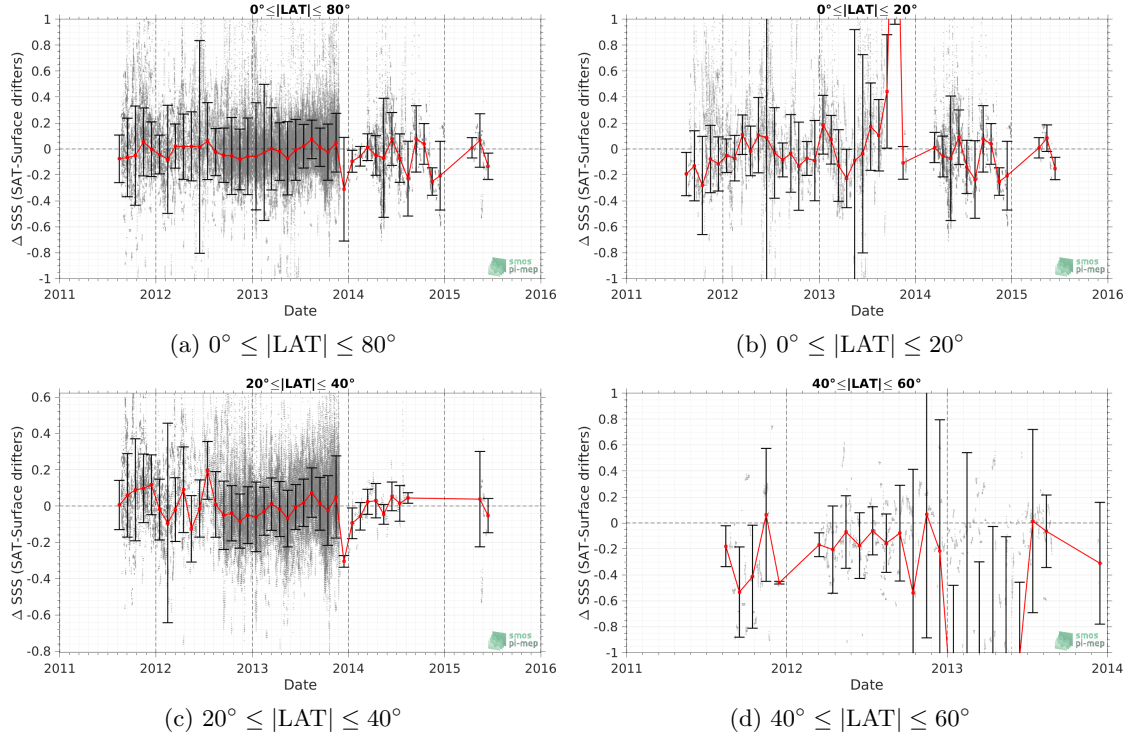 0°≤|LAT|≤ 80°
Δ SSS (SAT-Surface drifters)
1
0.8
0.6
0.4
0.2
0
-0.2
-0.4
-0.6
-0.8
-1
2011 2012 2013 2014 2015 2016
Date
smos
pi-mep
(a) 0° ≤ |LAT| ≤ 80°
0°≤|LAT|≤ 20°
Δ SSS (SAT-Surface drifters)
1
0.8
0.6
0.4
0.2
0
-0.2
-0.4
-0.6
-0.8
-1
2011 2012 2013 2014 2015 2016
Date
smos
pi-mep
(b) 0° ≤ |LAT| ≤ 20°
20°≤|LAT|≤ 40°
Δ SSS (SAT-Surface drifters)
0.6
0.4
0.2
0
-0.2
-0.4
-0.6
-0.8
2011 2012 2013 2014 2015 2016
Date
smos
pi-mep
(c) 20° ≤ |LAT| ≤ 40°
40°≤|LAT|≤ 60°
Δ SSS (SAT-Surface drifters)
1
0.8
0.6
0.4
0.2
0
-0.2
-0.4
-0.6
-0.8
-1
2011 2012 2013 2014
Date
smos
pi-mep
(d) 40° ≤ |LAT| ≤ 60°